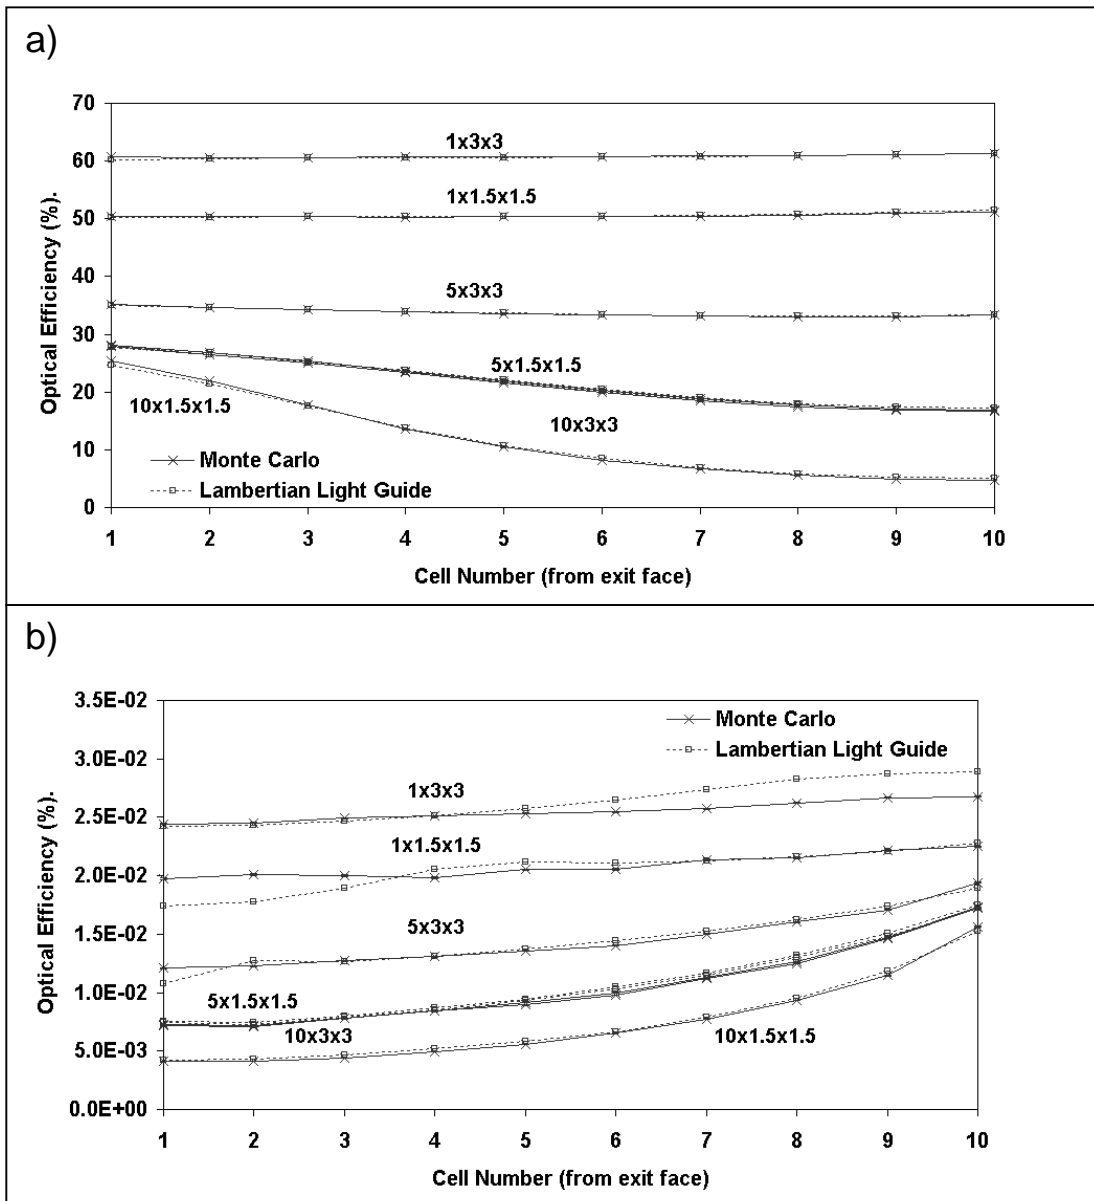 a)
70
60
50
40
30
20
10
0
Optical Efficiency (%).
1x3x3
1x1.5x1.5
5x3x3
5x1.5x1.5
10x1.5x1.5
10x3x3
Monte Carlo
Lambertian Light Guide
1 2 3 4 5 6 7 8 9 10
Cell Number (from exit face)
b)
3.5E-02
3.0E-02
2.5E-02
2.0E-02
1.5E-02
1.0E-02
5.0E-03
0.0E+00
Optical Efficiency (%).
Monte Carlo
Lambertian Light Guide
1x3x3
1x1.5x1.5
5x3x3
5x1.5x1.5
10x3x3
10x1.5x1.5
1 2 3 4 5 6 7 8 9 10
Cell Number (from exit face)